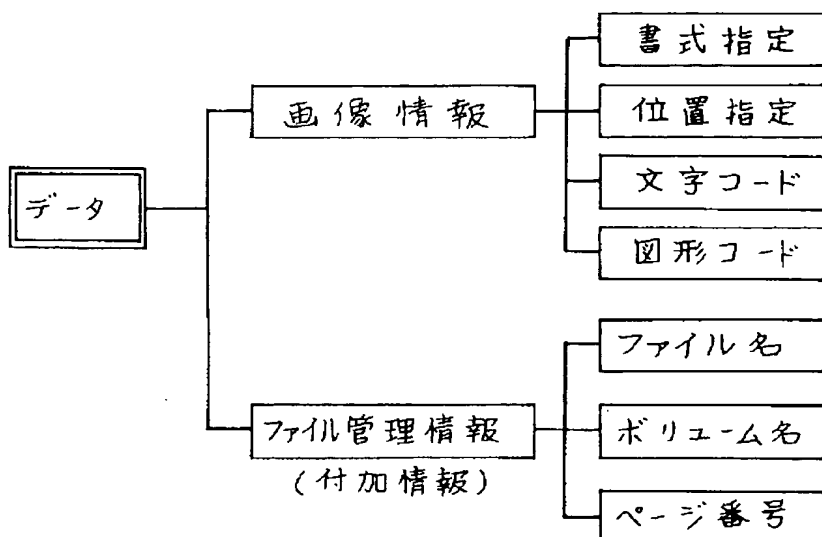 データ
画像情報
書式指定
位置指定
文字コード
図形コード
ファイル管理情報
(付加情報)
ファイル名
ボリューム名
ページ番号